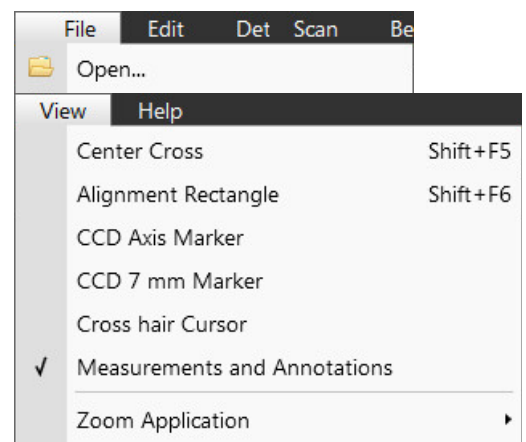 File Edit Det Scan Be
Open...
View Help
Center Cross Shift+F5
Alignment Rectangle Shift+F6
CCD Axis Marker
CCD 7 mm Marker
Cross hair Cursor
Measurements and Annotations
Zoom Application